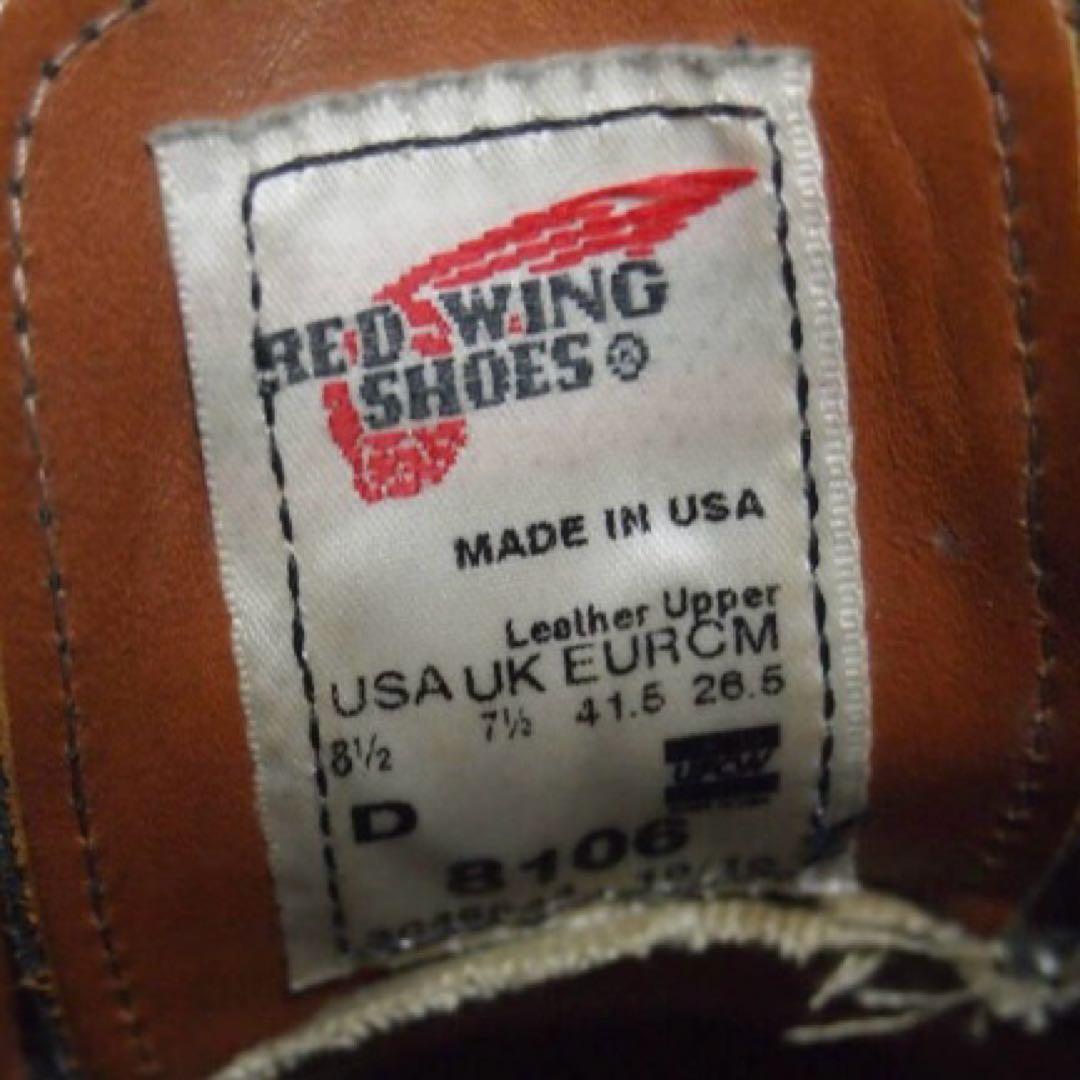 RED WING
SHOES®
MADE IN USA
Leather Upper
USA UK EUR CM
8½ 7½ 41.5 26.5
D
8106